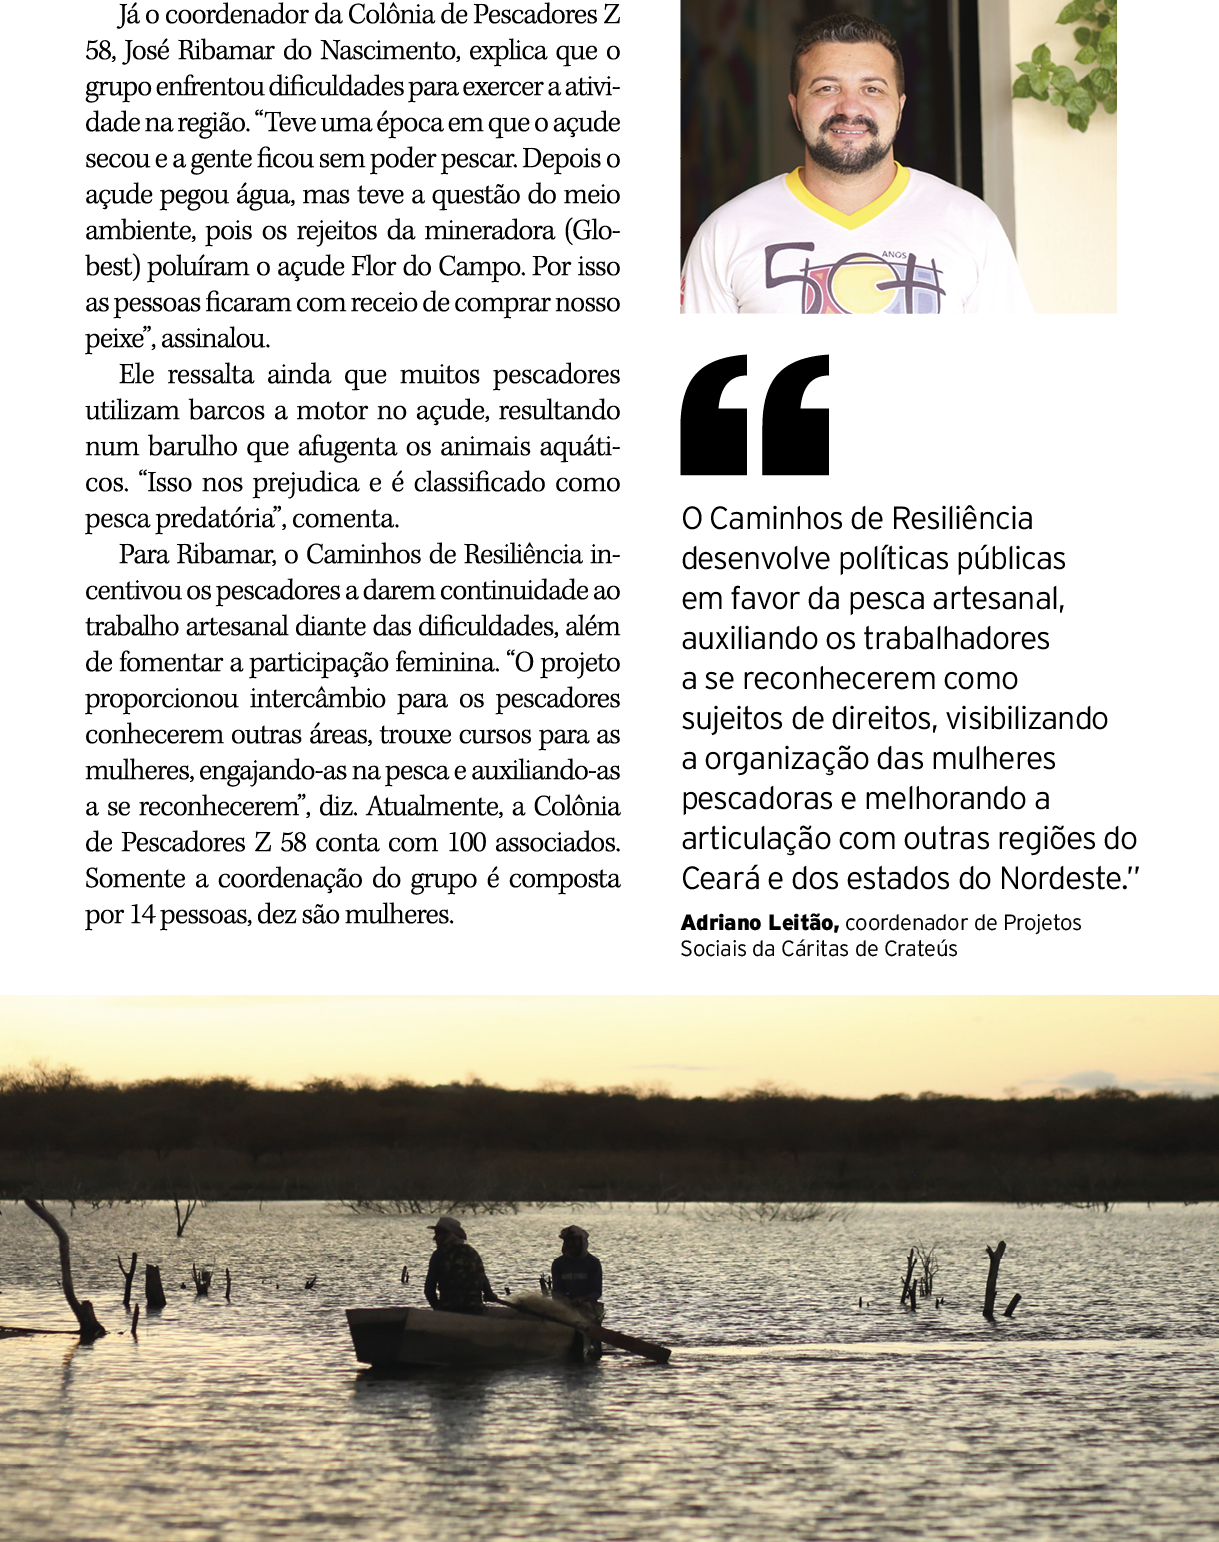 Já o coordenador da Colônia de Pescadores Z
58, José Ribamar do Nascimento, explica que o
grupo enfrentou dificuldades para exercer a ativi-
dade na região. “Teve uma época em que o açude
secou e a gente ficou sem poder pescar. Depois o
açude pegou água, mas teve a questão do meio
ambiente, pois os rejeitos da mineradora (Glo-
best) poluíram o açude Flor do Campo. Por isso
as pessoas ficaram com receio de comprar nosso
peixe”, assinalou.
Ele ressalta ainda que muitos pescadores
utilizam barcos a motor no açude, resultando
num barulho que afugenta os animais aquáti-
cos. “Isso nos prejudica e é classificado como
pesca predatória”, comenta.
Para Ribamar, o Caminhos de Resiliência in-
centivou os pescadores a darem continuidade ao
trabalho artesanal diante das dificuldades, além
de fomentar a participação feminina. “O projeto
proporcionou intercâmbio para os pescadores
conhecerem outras áreas, trouxe cursos para as
mulheres, engajando-as na pesca e auxiliando-as
a se reconhecerem”, diz. Atualmente, a Colônia
de Pescadores Z 58 conta com 100 associados.
Somente a coordenação do grupo é composta
por 14 pessoas, dez são mulheres.
ANOS
50
“
O Caminhos de Resiliência
desenvolve políticas públicas
em favor da pesca artesanal,
auxiliando os trabalhadores
a se reconhecerem como
sujeitos de direitos, visibilizando
a organização das mulheres
pescadoras e melhorando a
articulação com outras regiões do
Ceará e dos estados do Nordeste.”
Adriano Leitão, coordenador de Projetos
Sociais da Cáritas de Crateús